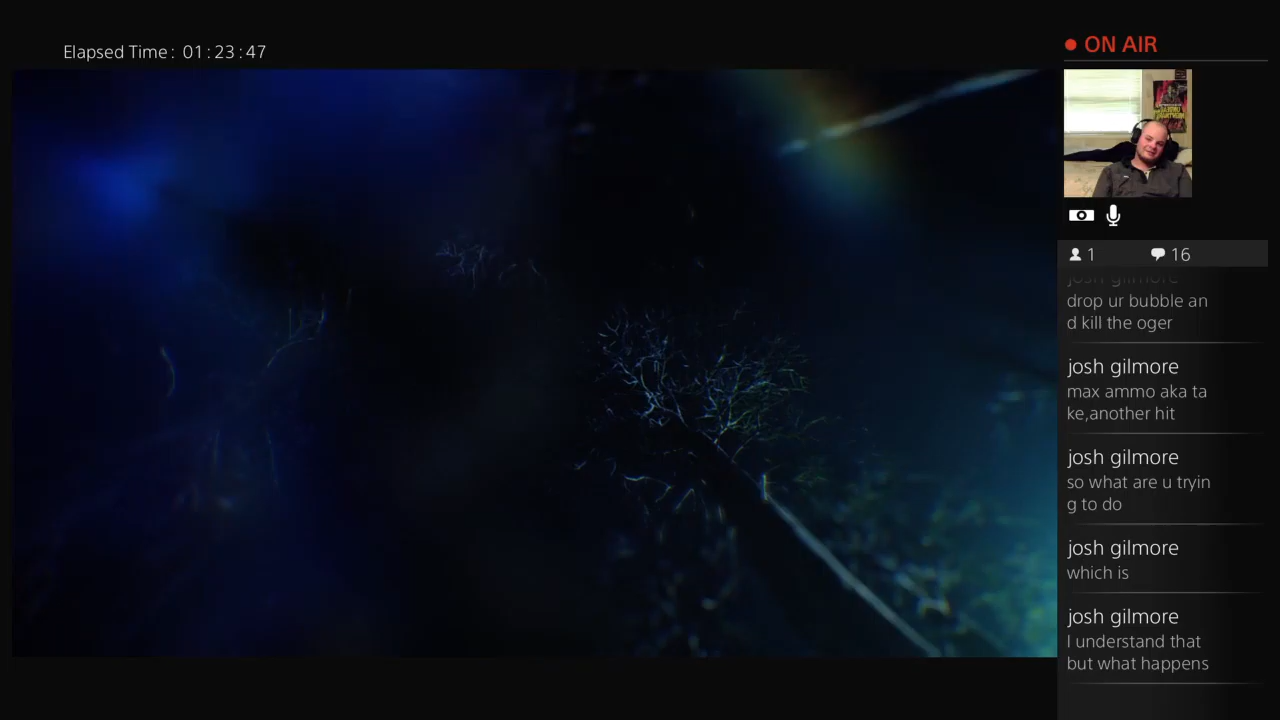 Elapsed Time: 01:23:47
ON AIR
1
16
josh gilmore
drop ur bubble an
d kill the oger
josh gilmore
max ammo aka ta
ke,another hit
josh gilmore
so what are u tryin
g to do
josh gilmore
which is
josh gilmore
I understand that
but what happens